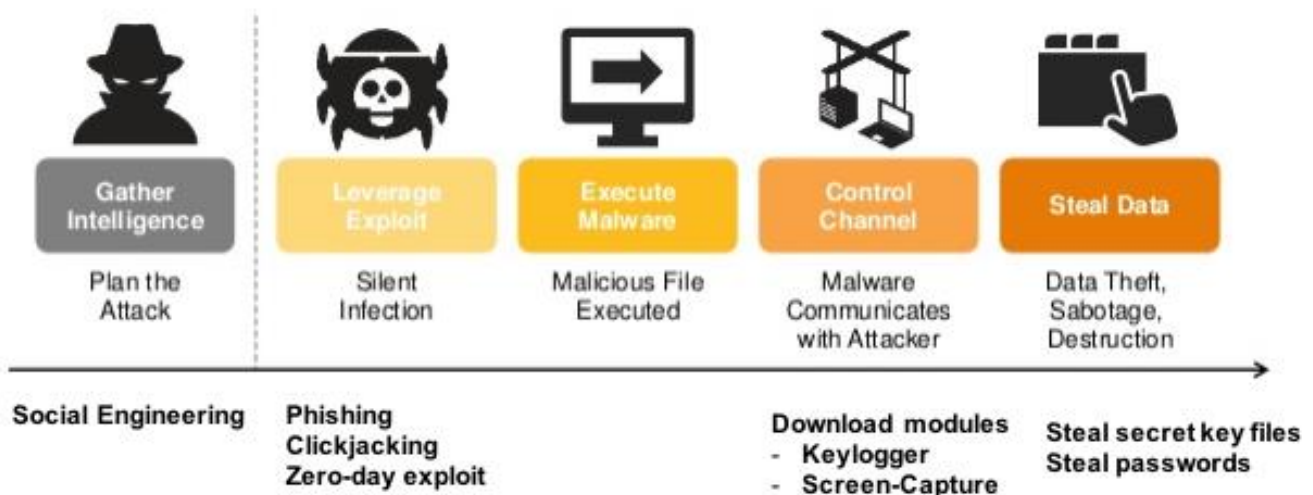 Gather
Intelligence
Leverage
Exploit
Execute
Malware
Control
Channel
Steal Data
Plan the
Attack
Silent
Infection
Malicious File
Executed
Malware
Communicates
with Attacker
Data Theft,
Sabotage,
Destruction
Social Engineering
Phishing
Clickjacking
Zero-day exploit
Download modules
- Keylogger
- Screen-Capture
Steal secret key files
Steal passwords